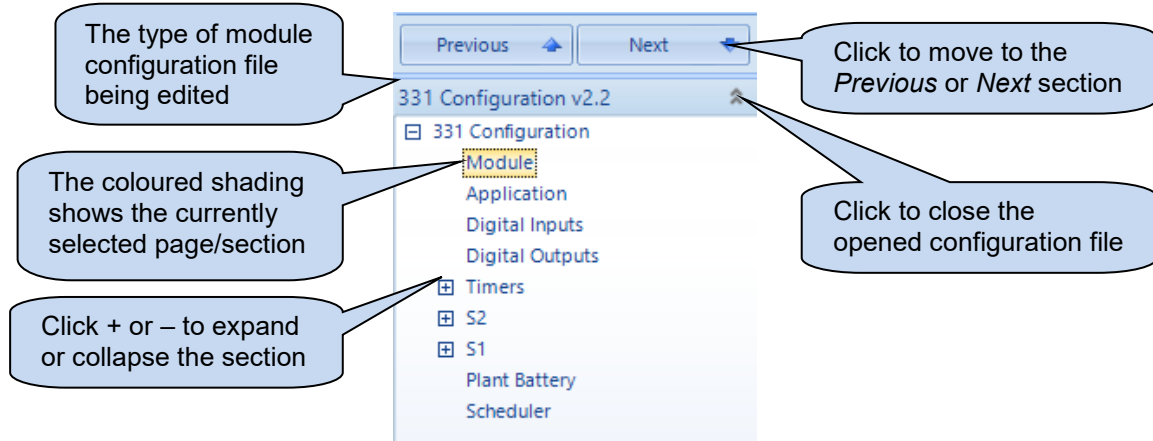 The type of module
configuration file
being edited
Previous
Next
Click to move to the
Previous or Next section
331 Configuration v2.2
331 Configuration
Module
Application
Digital Inputs
Digital Outputs
Timers
S2
S1
Plant Battery
Scheduler
The coloured shading
shows the currently
selected page/section
Click to close the
opened configuration file
Click + or – to expand
or collapse the section